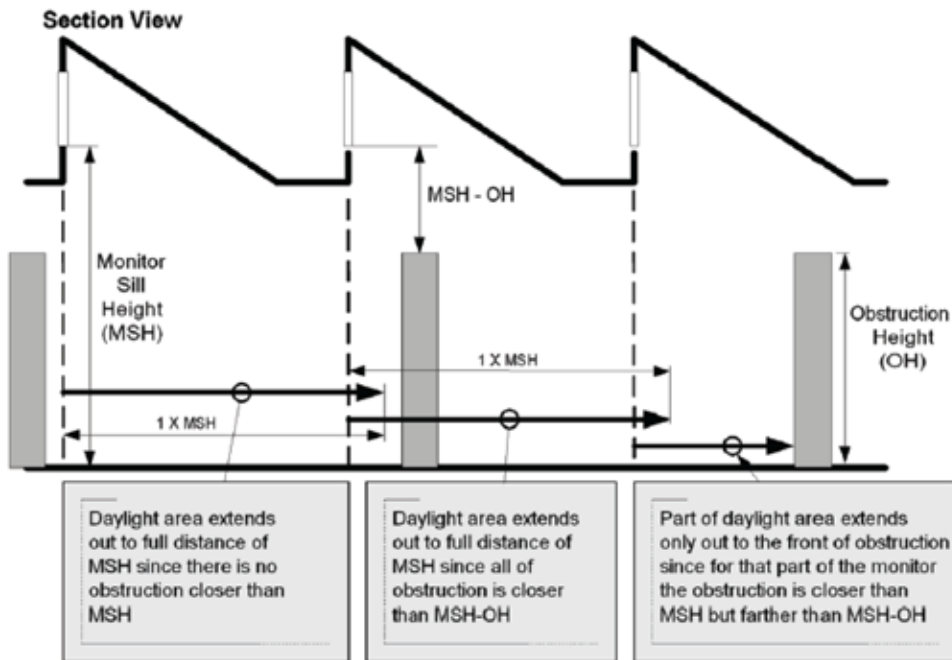 Section View
MSH - OH
Monitor
Sill
Height
(MSH)
Obstruction
Height
(OH)
1 X MSH
1 X MSH
Daylight area extends
out to full distance of
MSH since there is no
obstruction closer than
MSH
Daylight area extends
out to full distance of
MSH since all of
obstruction is closer
than MSH-OH
Part of daylight area extends
only out to the front of obstruction
since for that part of the monitor
the obstruction is closer than
MSH but farther than MSH-OH